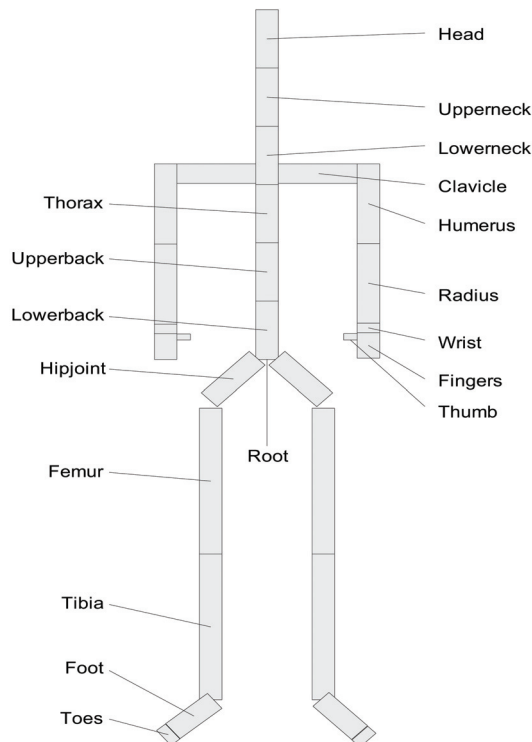 Head
Upperneck
Lowerneck
Clavicle
Thorax
Humerus
Upperback
Radius
Lowerback
Wrist
Hipjoint
Fingers
Thumb
Root
Femur
Tibia
Foot
Toes